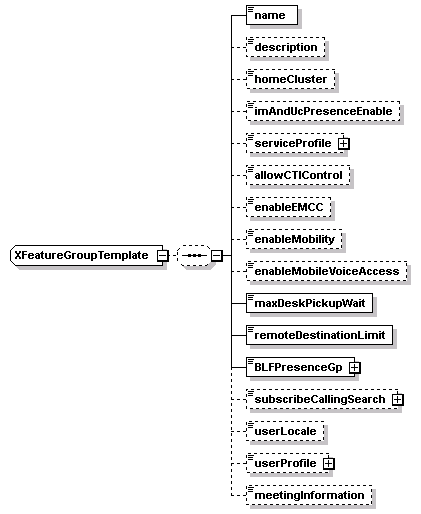 name
description
homeCluster
imAndUcPresenceEnable
serviceProfile
allowCTIControl
enableEMCC
enableMobility
XFeatureGroupTemplate
enableMobileVoiceAccess
maxDeskPickupWait
remoteDestinationLimit
BLFPresenceGp
subscribeCallingSearch
userLocale
userProfile
meetingInformation